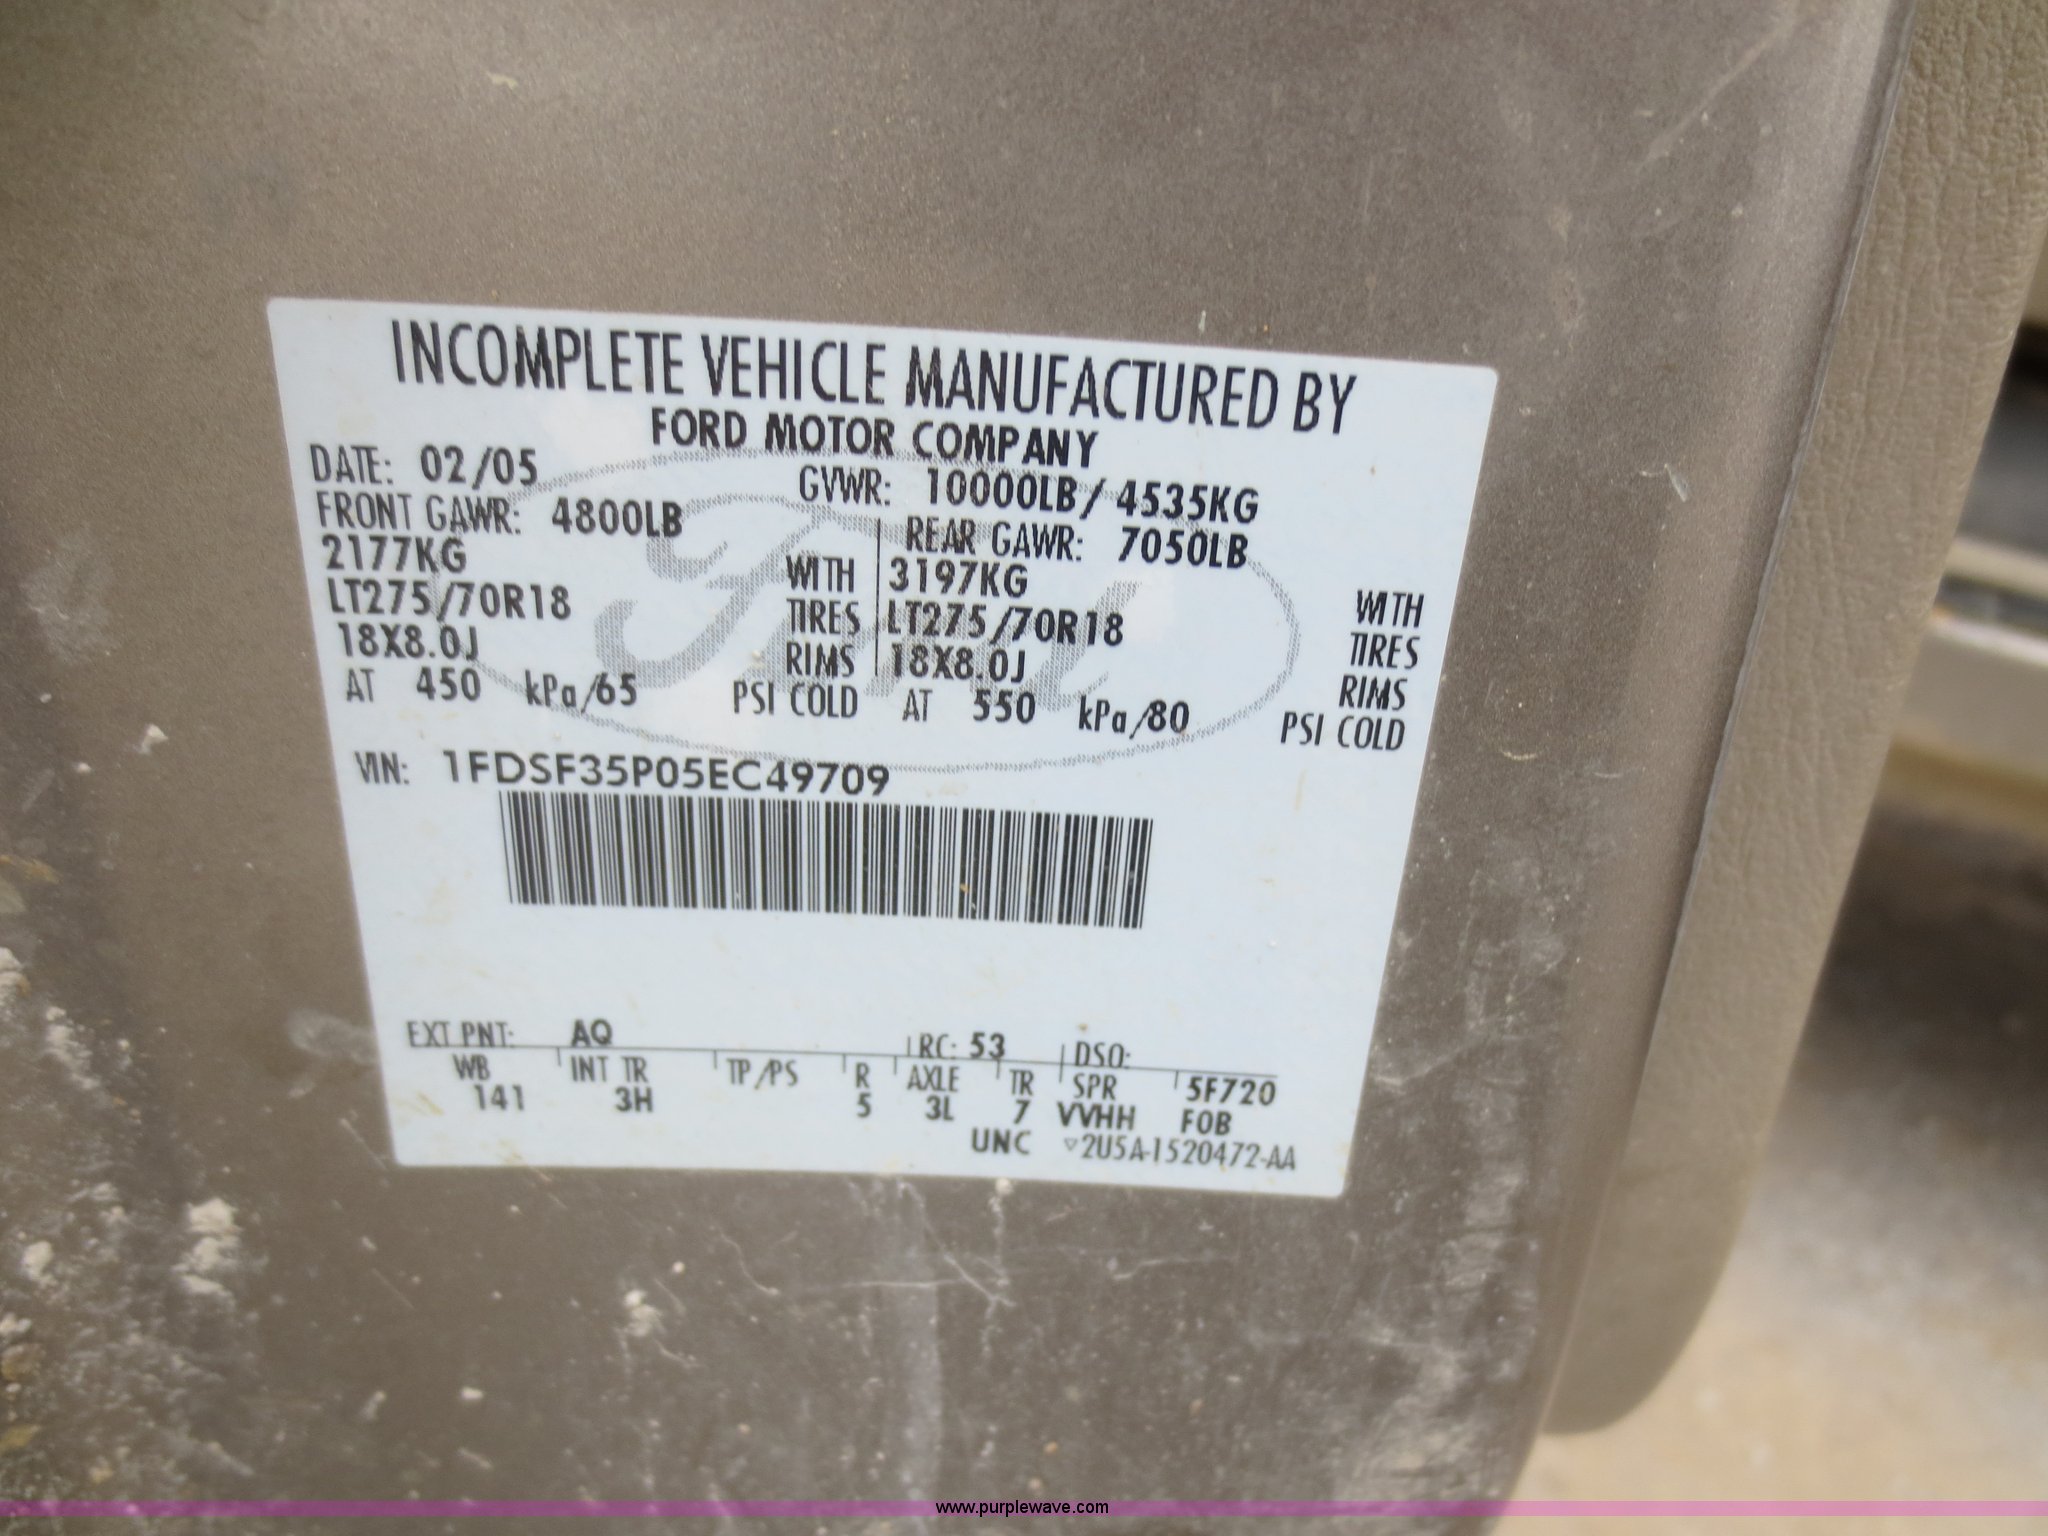 INCOMPLETE VEHICLE MANUFACTURED BY
FORD MOTOR COMPANY
DATE: 02/05 GVWR: 10000LB/ 4535KG
FRONT GAWR: 4800LB REAR GAWR: 7050LB
2177KG WITH 3197KG WITH
LT275/70R18 TIRES LT275/70R18 TIRES
18X8.0J RIMS 18X8.0J RIMS
AT 450 kPa/65 PSI COLD AT 550 kPa/80 PSI COLD
Ford
VIN: 1FDSF35P05EC49709
EXT PNT: AQ RC: 53 DSO:
WB INT TR TP/PS R AXLE TR SPR 5F720
141 3H 5 3L 7 VVHH FOB
UNC ▽2U5A-1520472-AA
www.purplewave.com